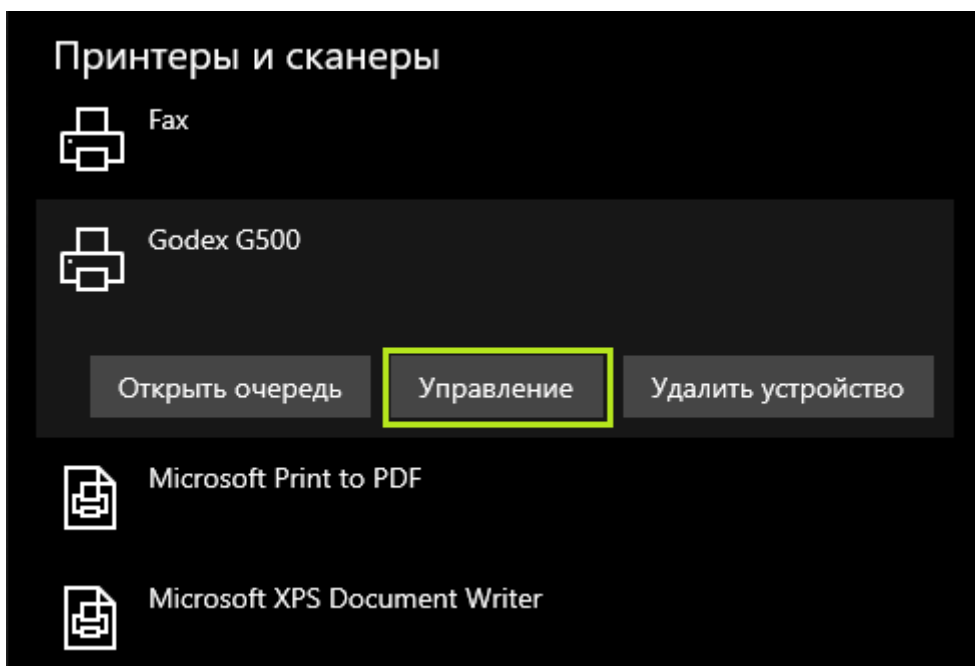 Принтеры и сканеры
Fax
Godex G500
Открыть очередь Управление Удалить устройство
Microsoft Print to PDF
Microsoft XPS Document Writer